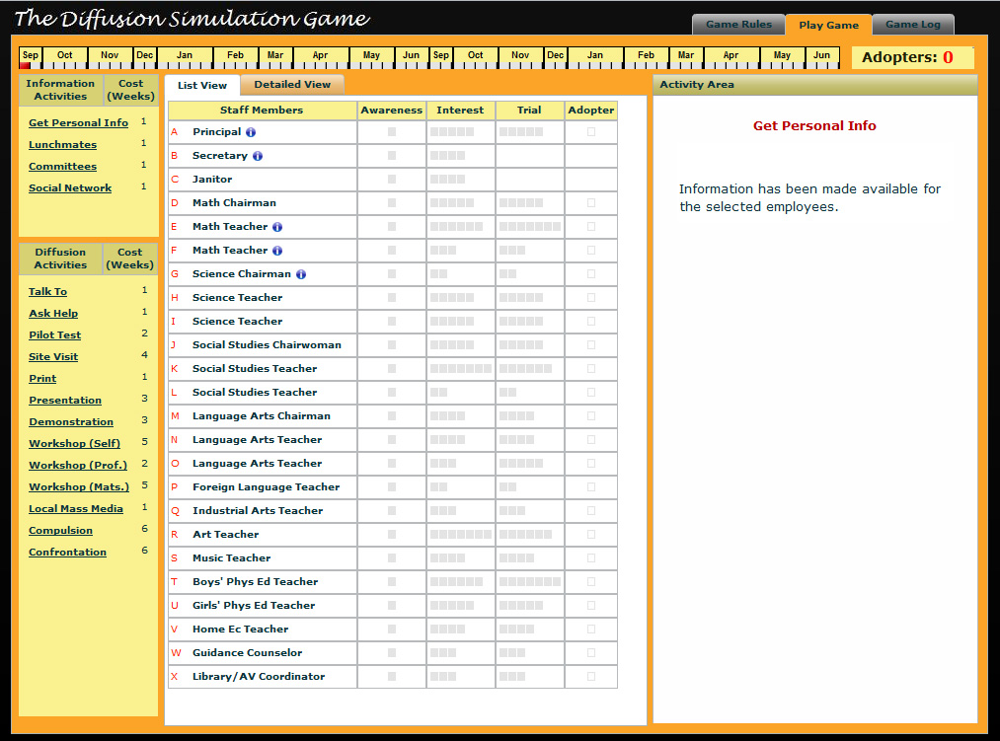 The Diffusion Simulation Game
Game Rules Play Game Game Log
Sep Oct Nov Dec Jan Feb Mar Apr May Jun Sep Oct Nov Dec Jan Feb Mar Apr May Jun
Adopters: 0
Information Activities Cost (Weeks)
Get Personal Info 1
Lunchmates 1
Committees 1
Social Network 1
Diffusion Activities Cost (Weeks)
Talk To 1
Ask Help 1
Pilot Test 2
Site Visit 4
Print 1
Presentation 3
Demonstration 3
Workshop (Self) 5
Workshop (Prof.) 2
Workshop (Mats.) 5
Local Mass Media 1
Compulsion 6
Confrontation 6
List View Detailed View
Staff Members Awareness Interest Trial Adopter
A Principal i
B Secretary i
C Janitor
D Math Chairman
E Math Teacher i
F Math Teacher i
G Science Chairman i
H Science Teacher
I Science Teacher
J Social Studies Chairwoman
K Social Studies Teacher
L Social Studies Teacher
M Language Arts Chairman
N Language Arts Teacher
O Language Arts Teacher
P Foreign Language Teacher
Q Industrial Arts Teacher
R Art Teacher
S Music Teacher
T Boys' Phys Ed Teacher
U Girls' Phys Ed Teacher
V Home Ec Teacher
W Guidance Counselor
X Library/AV Coordinator
Activity Area
Get Personal Info
Information has been made available for
the selected employees.